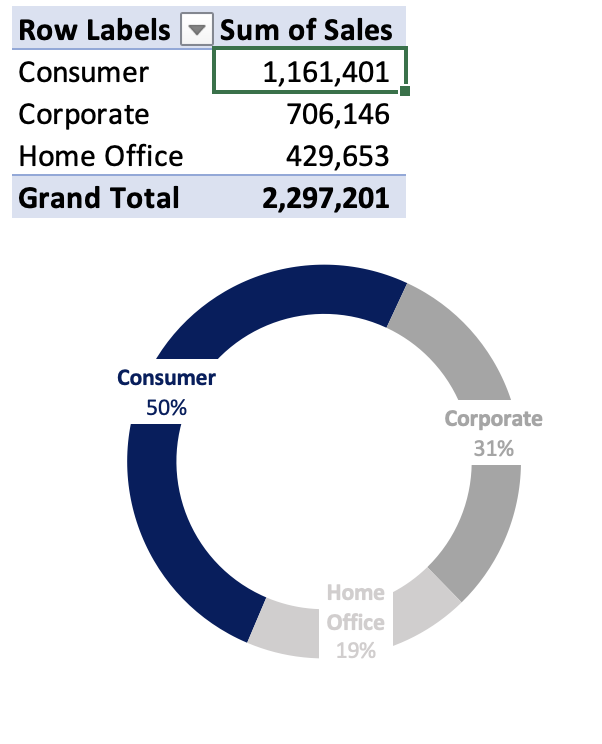 Row Labels Sum of Sales
Consumer 1,161,401
Corporate 706,146
Home Office 429,653
Grand Total 2,297,201
Consumer
50%
Corporate
31%
Home
Office
19%